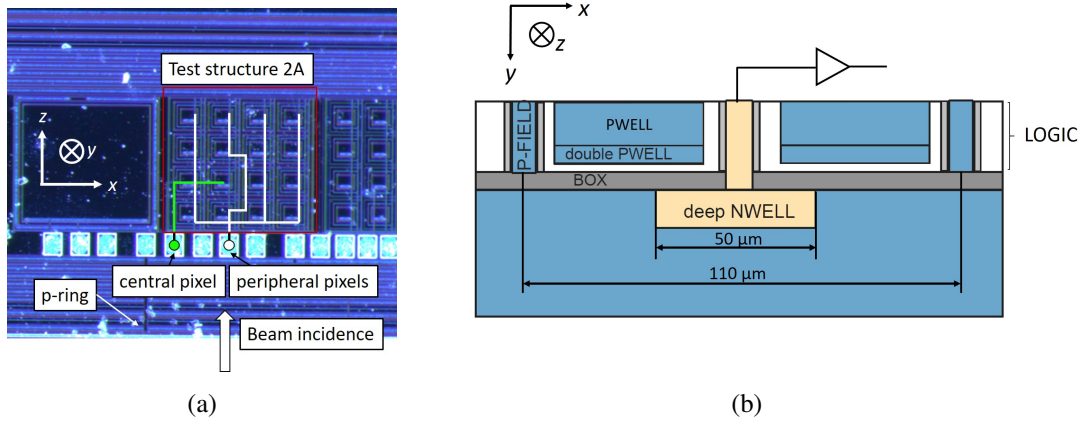 Test structure 2A
z
y
x
central pixel
peripheral pixels
p-ring
Beam incidence
(a)
x
z
y
P-FIELD
PWELL
double PWELL
LOGIC
BOX
deep NWELL
50 μm
110 μm
(b)